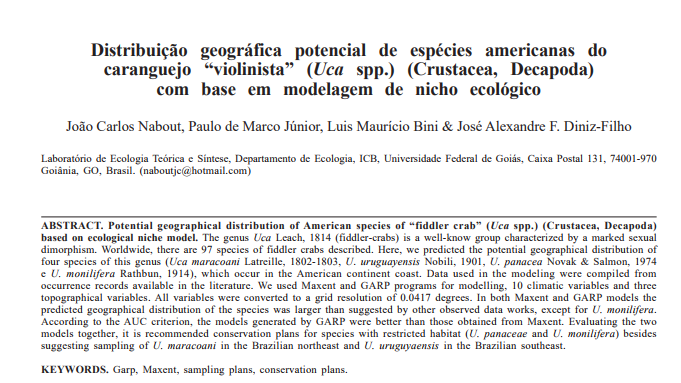 Distribuição geográfica potencial de espécies americanas do
caranguejo “violinista” (Uca spp.) (Crustacea, Decapoda)
com base em modelagem de nicho ecológico
João Carlos Nabout, Paulo de Marco Júnior, Luis Maurício Bini & José Alexandre F. Diniz-Filho
Laboratório de Ecologia Teórica e Síntese, Departamento de Ecologia, ICB, Universidade Federal de Goiás, Caixa Postal 131, 74001-970
Goiânia, GO, Brasil. (naboutjc@hotmail.com)
ABSTRACT. Potential geographical distribution of American species of “fiddler crab” (Uca spp.) (Crustacea, Decapoda)
based on ecological niche model. The genus Uca Leach, 1814 (fiddler-crabs) is a well-know group characterized by a marked sexual
dimorphism. Worldwide, there are 97 species of fiddler crabs described. Here, we predicted the potential geographical distribution of
four species of this genus (Uca maracoani Latreille, 1802-1803, U. uruguayensis Nobili, 1901, U. panacea Novak & Salmon, 1974
e U. monilifera Rathbun, 1914), which occur in the American continent coast. Data used in the modeling were compiled from
occurrence records available in the literature. We used Maxent and GARP programs for modelling, 10 climatic variables and three
topographical variables. All variables were converted to a grid resolution of 0.0417 degrees. In both Maxent and GARP models the
predicted geographical distribution of the species was larger than suggested by other observed data works, except for U. monilifera.
According to the AUC criterion, the models generated by GARP were better than those obtained from Maxent. Evaluating the two
models together, it is recommended conservation plans for species with restricted habitat (U. panaceae and U. monilifera) besides
suggesting sampling of U. maracoani in the Brazilian northeast and U. uruguyaensis in the Brazilian southeast.
KEYWORDS. Garp, Maxent, sampling plans, conservation plans.